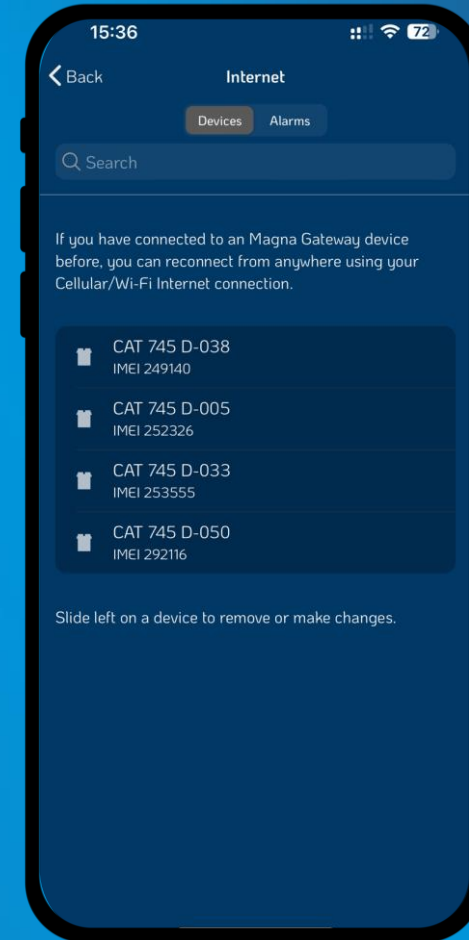 15:36
72
Back
Internet
Devices
Alarms
Search
If you have connected to an Magna Gateway device
before, you can reconnect from anywhere using your
Cellular/Wi-Fi Internet connection.
CAT 745 D-038
IMEI 249140
CAT 745 D-005
IMEI 252326
CAT 745 D-033
IMEI 253555
CAT 745 D-050
IMEI 292116
Slide left on a device to remove or make changes.